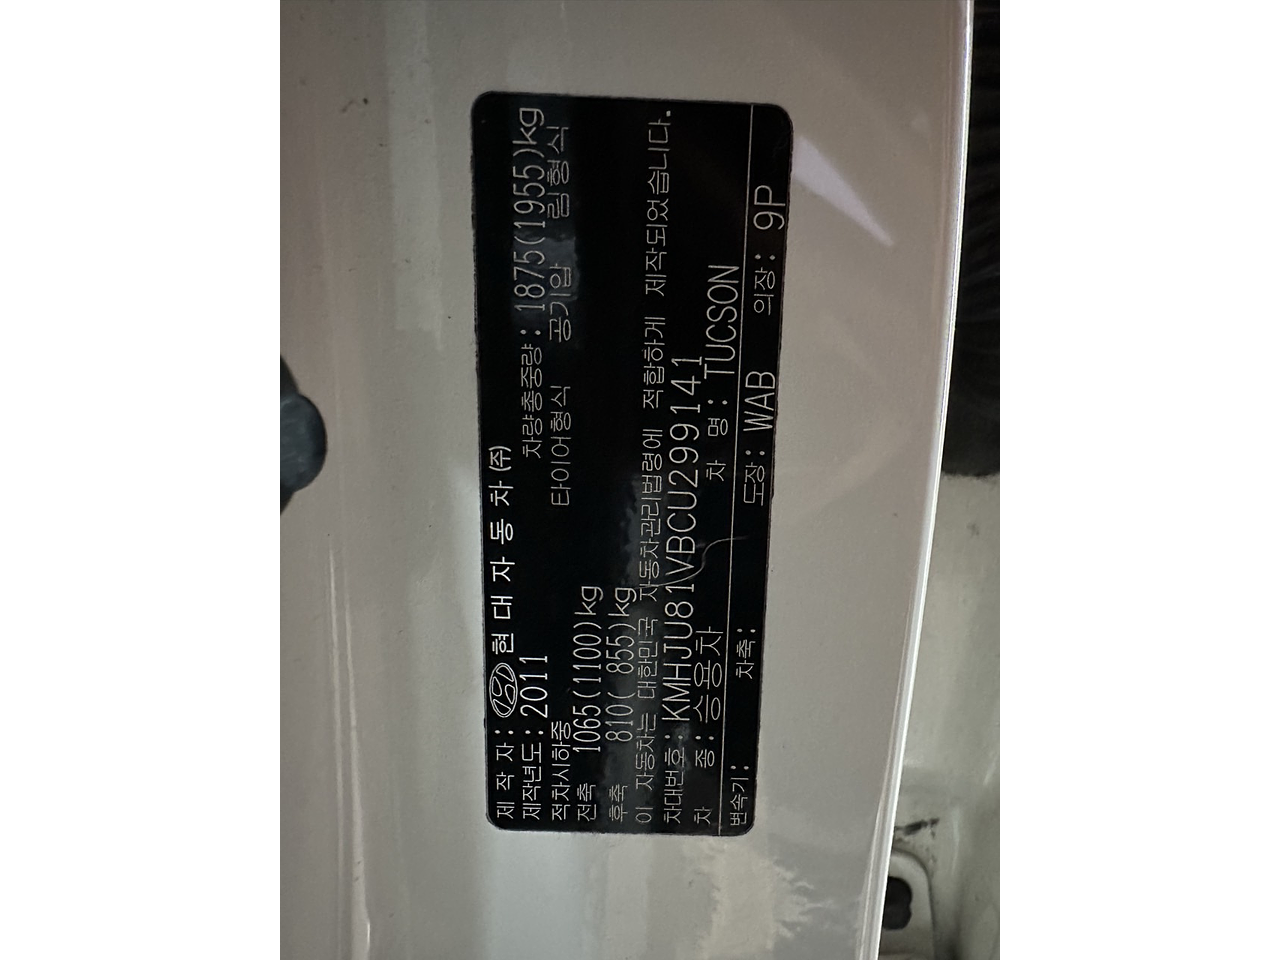 제 작 자 : 현 대 자 동 차 (주)
제작년도 : 2011 차량총중량 : 1875(1955)kg
적차시하중 타이어형식 공기압 림형식
전축 1065(1100)kg
후축 810( 855)kg
이 자동차는 대한민국 자동차관리법령에 적합하게 제작되었습니다.
차대번호 : KMHJU81VBCU299141
차 종 : 승용차 차 명 : TUCSON
변속기 : 차축 : 도장 : WAB 의장 : 9P